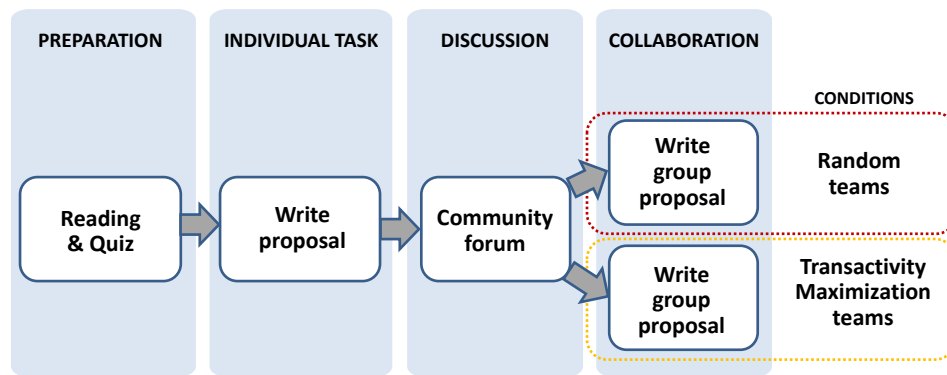 PREPARATION
INDIVIDUAL TASK
DISCUSSION
COLLABORATION
CONDITIONS
Reading
& Quiz
Write
proposal
Community
forum
Write
group
proposal
Random
teams
Write
group
proposal
Transactivity
Maximization
teams